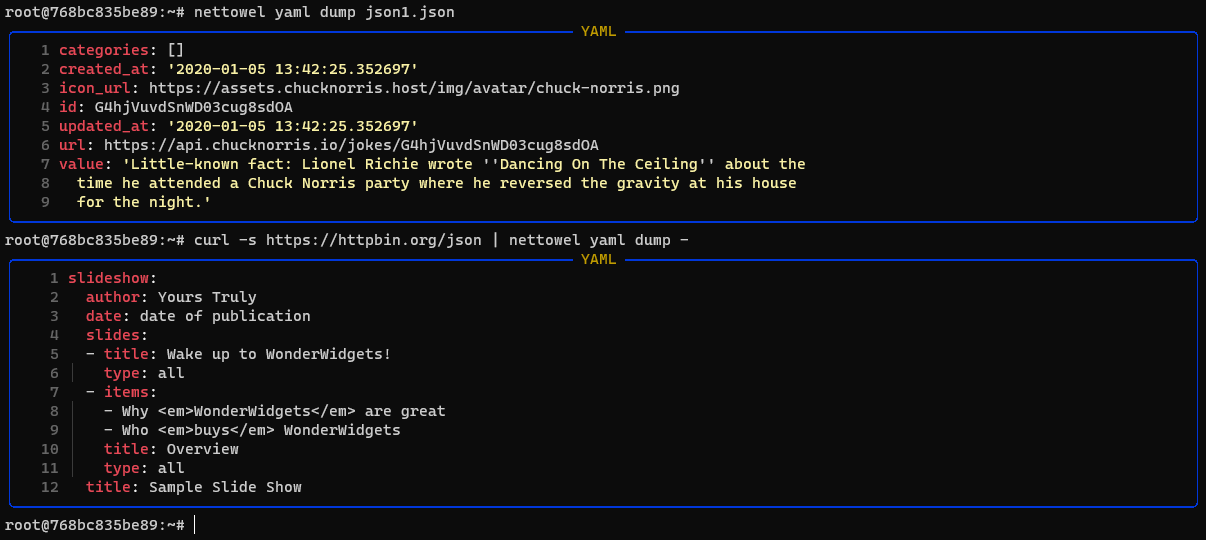 root@768bc835be89:~# nettowel yaml dump json1.json
YAML
1 categories: []
2 created_at: '2020-01-05 13:42:25.352697'
3 icon_url: https://assets.chucknorris.host/img/avatar/chuck-norris.png
4 id: G4hjVuvdSnWD03cug8sdOA
5 updated_at: '2020-01-05 13:42:25.352697'
6 url: https://api.chucknorris.io/jokes/G4hjVuvdSnWD03cug8sdOA
7 value: 'Little-known fact: Lionel Richie wrote ''Dancing On The Ceiling'' about the
8   time he attended a Chuck Norris party where he reversed the gravity at his house
9   for the night.'
root@768bc835be89:~# curl -s https://httpbin.org/json | nettowel yaml dump -
YAML
1 slideshow:
2   author: Yours Truly
3   date: date of publication
4   slides:
5   - title: Wake up to WonderWidgets!
6     type: all
7   - items:
8     - Why <em>WonderWidgets</em> are great
9     - Who <em>buys</em> WonderWidgets
10     title: Overview
11     type: all
12   title: Sample Slide Show
root@768bc835be89:~#